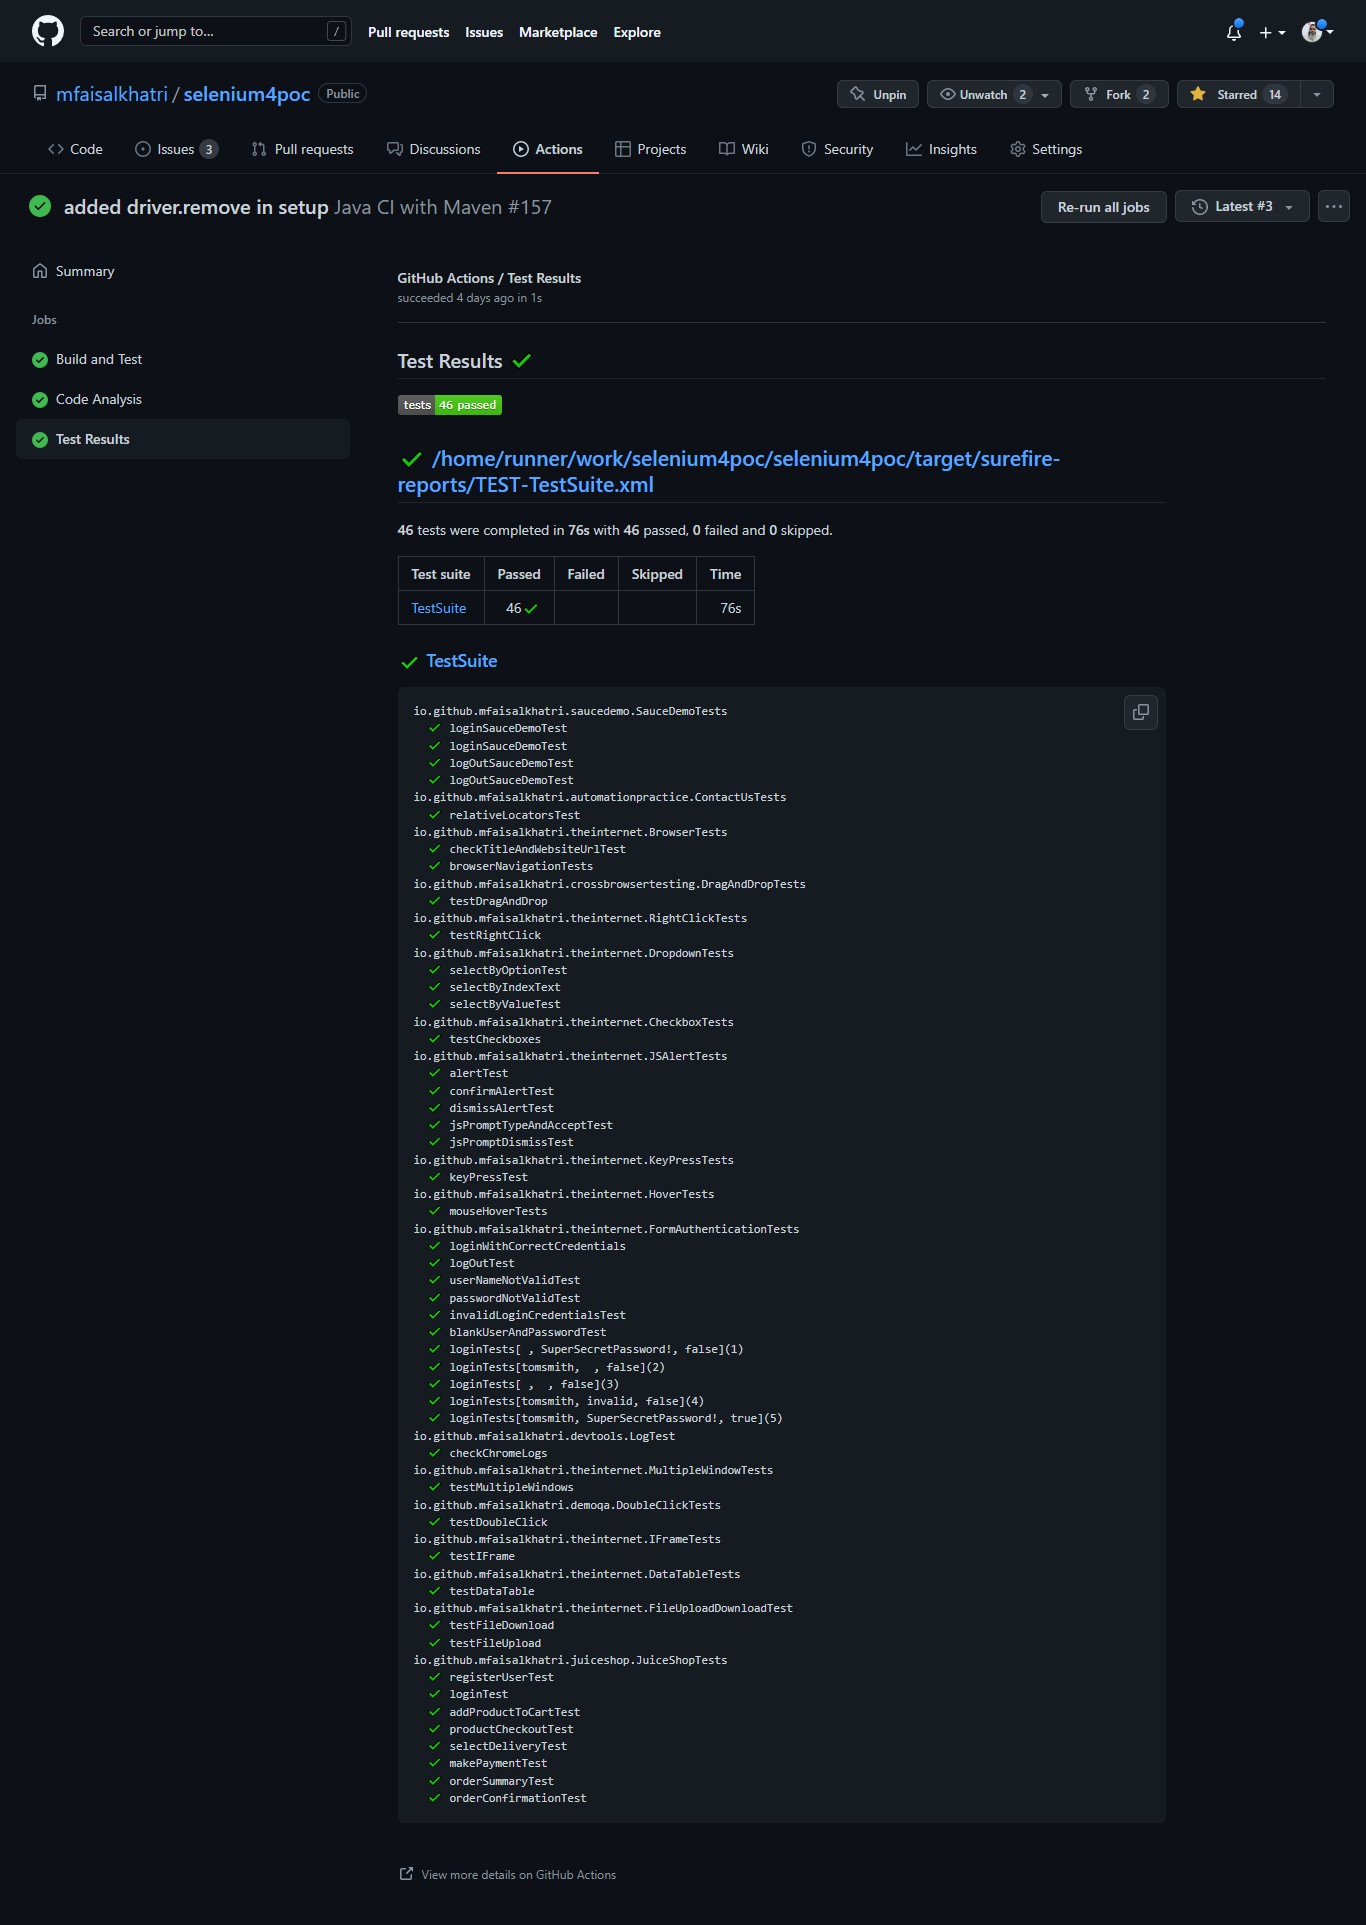 Search or jump to... /
Pull requests Issues Marketplace Explore
mfaisalkhatri / selenium4poc Public
Unpin Unwatch 2 Fork 2 Starred 14
Code Issues 3 Pull requests Discussions Actions Projects Wiki Security Insights Settings
added driver.remove in setup Java CI with Maven #157
Re-run all jobs Latest #3 ...
Summary
Jobs
Build and Test
Code Analysis
Test Results
GitHub Actions / Test Results
succeeded 4 days ago in 1s
Test Results
tests 46 passed
/home/runner/work/selenium4poc/selenium4poc/target/surefire-
reports/TEST-TestSuite.xml
46 tests were completed in 76s with 46 passed, 0 failed and 0 skipped.
Test suite Passed Failed Skipped Time
TestSuite 46 76s
TestSuite
io.github.mfaisalkhatri.saucedemo.SauceDemoTests
loginSauceDemoTest
loginSauceDemoTest
logOutSauceDemoTest
logOutSauceDemoTest
io.github.mfaisalkhatri.automationpractice.ContactUsTests
relativeLocatorsTest
io.github.mfaisalkhatri.theinternet.BrowserTests
checkTitleAndWebsiteUrlTest
browserNavigationTests
io.github.mfaisalkhatri.crossbrowsertesting.DragAndDropTests
testDragAndDrop
io.github.mfaisalkhatri.theinternet.RightClickTests
testRightClick
io.github.mfaisalkhatri.theinternet.DropdownTests
selectByOptionTest
selectByIndexText
selectByValueTest
io.github.mfaisalkhatri.theinternet.CheckboxTests
testCheckboxes
io.github.mfaisalkhatri.theinternet.JSAlertTests
alertTest
confirmAlertTest
dismissAlertTest
jsPromptTypeAndAcceptTest
jsPromptDismissTest
io.github.mfaisalkhatri.theinternet.KeyPressTests
keyPressTest
io.github.mfaisalkhatri.theinternet.HoverTests
mouseHoverTests
io.github.mfaisalkhatri.theinternet.FormAuthenticationTests
loginWithCorrectCredentials
logOutTest
userNameNotValidTest
passwordNotValidTest
invalidLoginCredentialsTest
blankUserAndPasswordTest
loginTests[ , SuperSecretPassword!, false](1)
loginTests[tomsmith,  , false](2)
loginTests[ ,  , false](3)
loginTests[tomsmith, invalid, false](4)
loginTests[tomsmith, SuperSecretPassword!, true](5)
io.github.mfaisalkhatri.devtools.LogTest
checkChromeLogs
io.github.mfaisalkhatri.theinternet.MultipleWindowTests
testMultipleWindows
io.github.mfaisalkhatri.demoqa.DoubleClickTests
testDoubleClick
io.github.mfaisalkhatri.theinternet.IFrameTests
testIFrame
io.github.mfaisalkhatri.theinternet.DataTableTests
testDataTable
io.github.mfaisalkhatri.theinternet.FileUploadDownloadTest
testFileDownload
testFileUpload
io.github.mfaisalkhatri.juiceshop.JuiceShopTests
registerUserTest
loginTest
addProductToCartTest
productCheckoutTest
selectDeliveryTest
makePaymentTest
orderSummaryTest
orderConfirmationTest
View more details on GitHub Actions